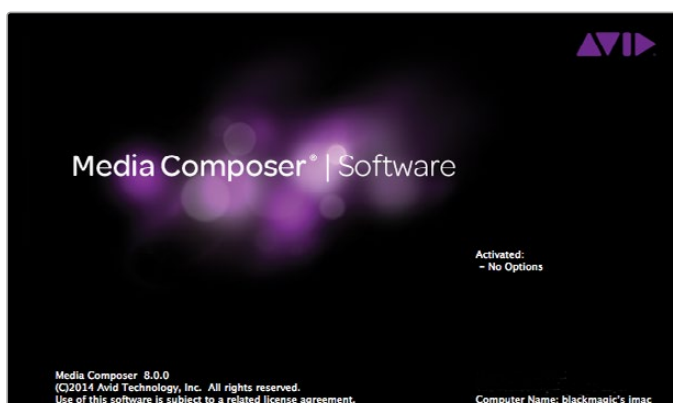 AVID
Media Composer® | Software
Activated:
– No Options
Media Composer 8.0.0
(C)2014 Avid Technology, Inc. All rights reserved.
Use of this software is subject to a related license agreement.
Computer Name: blackmagic's imac